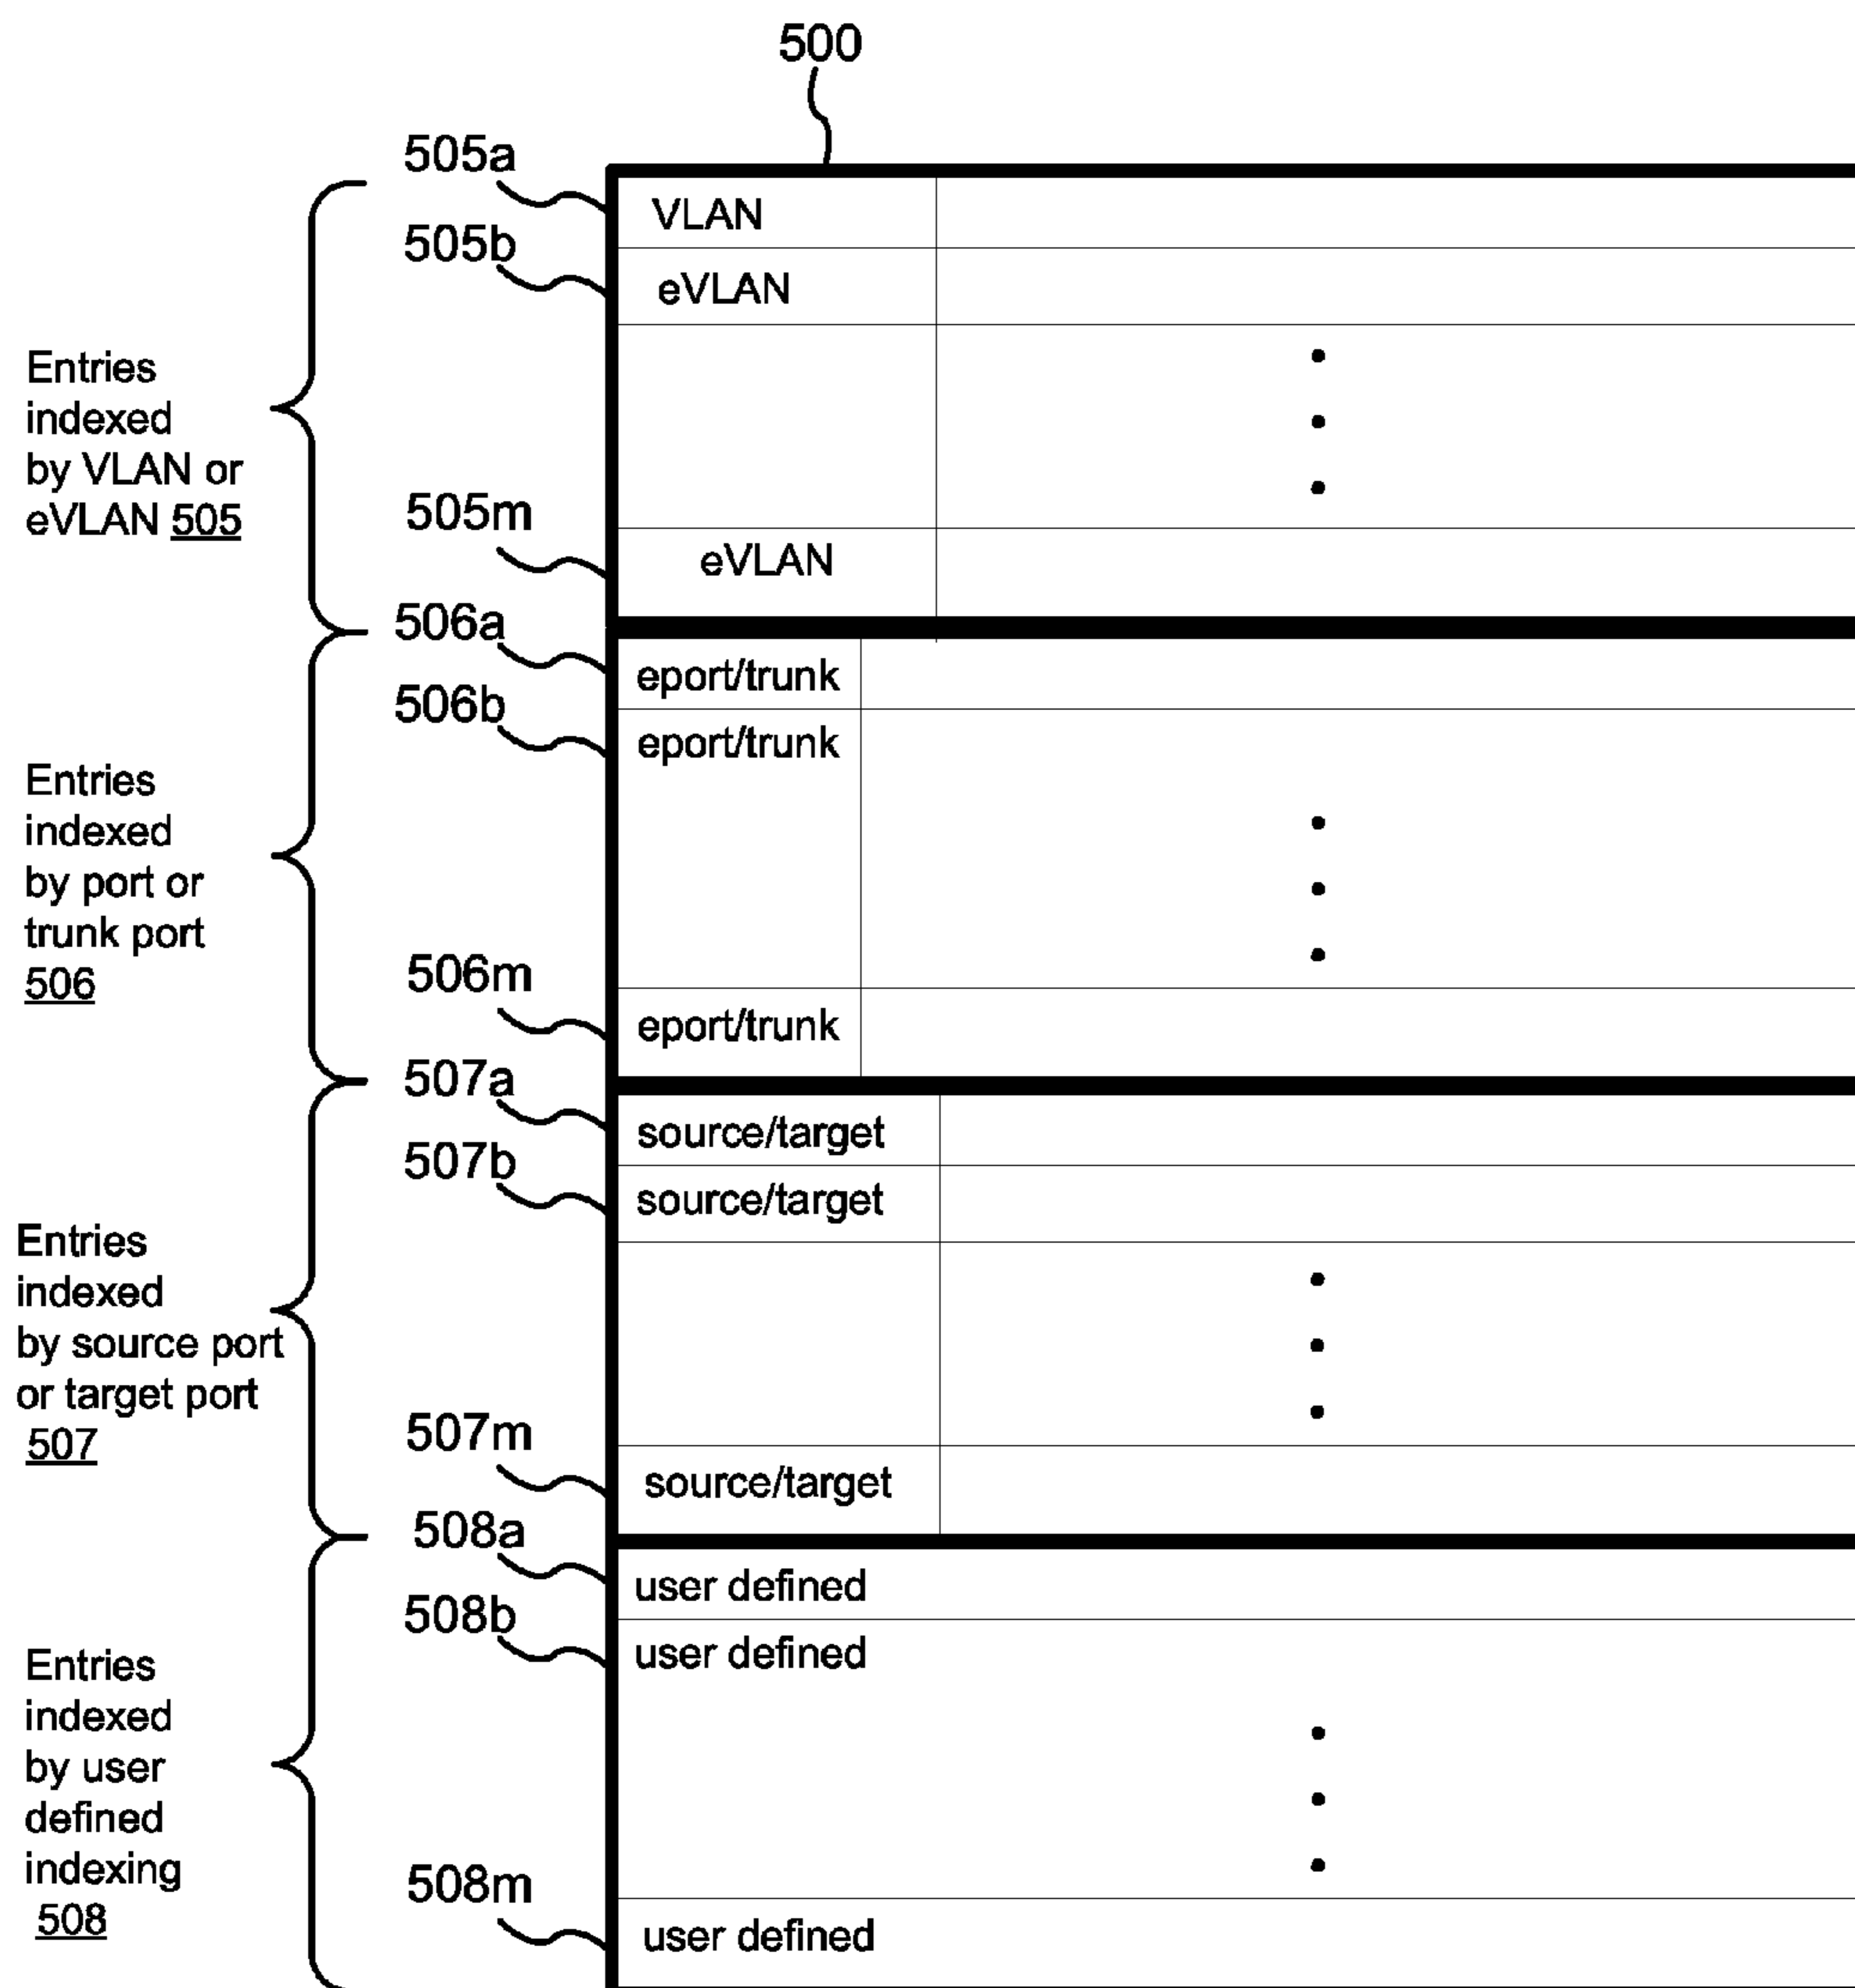 500
505a
VLAN
505b
eVLAN
Entries
indexed
by VLAN or
eVLAN 505
505m
eVLAN
506a
eport/trunk
506b
eport/trunk
Entries
indexed
by port or
trunk port
506
506m
eport/trunk
507a
source/target
507b
source/target
Entries
indexed
by source port
or target port
507
507m
source/target
508a
user defined
508b
user defined
Entries
indexed
by user
defined
indexing
508
508m
user defined